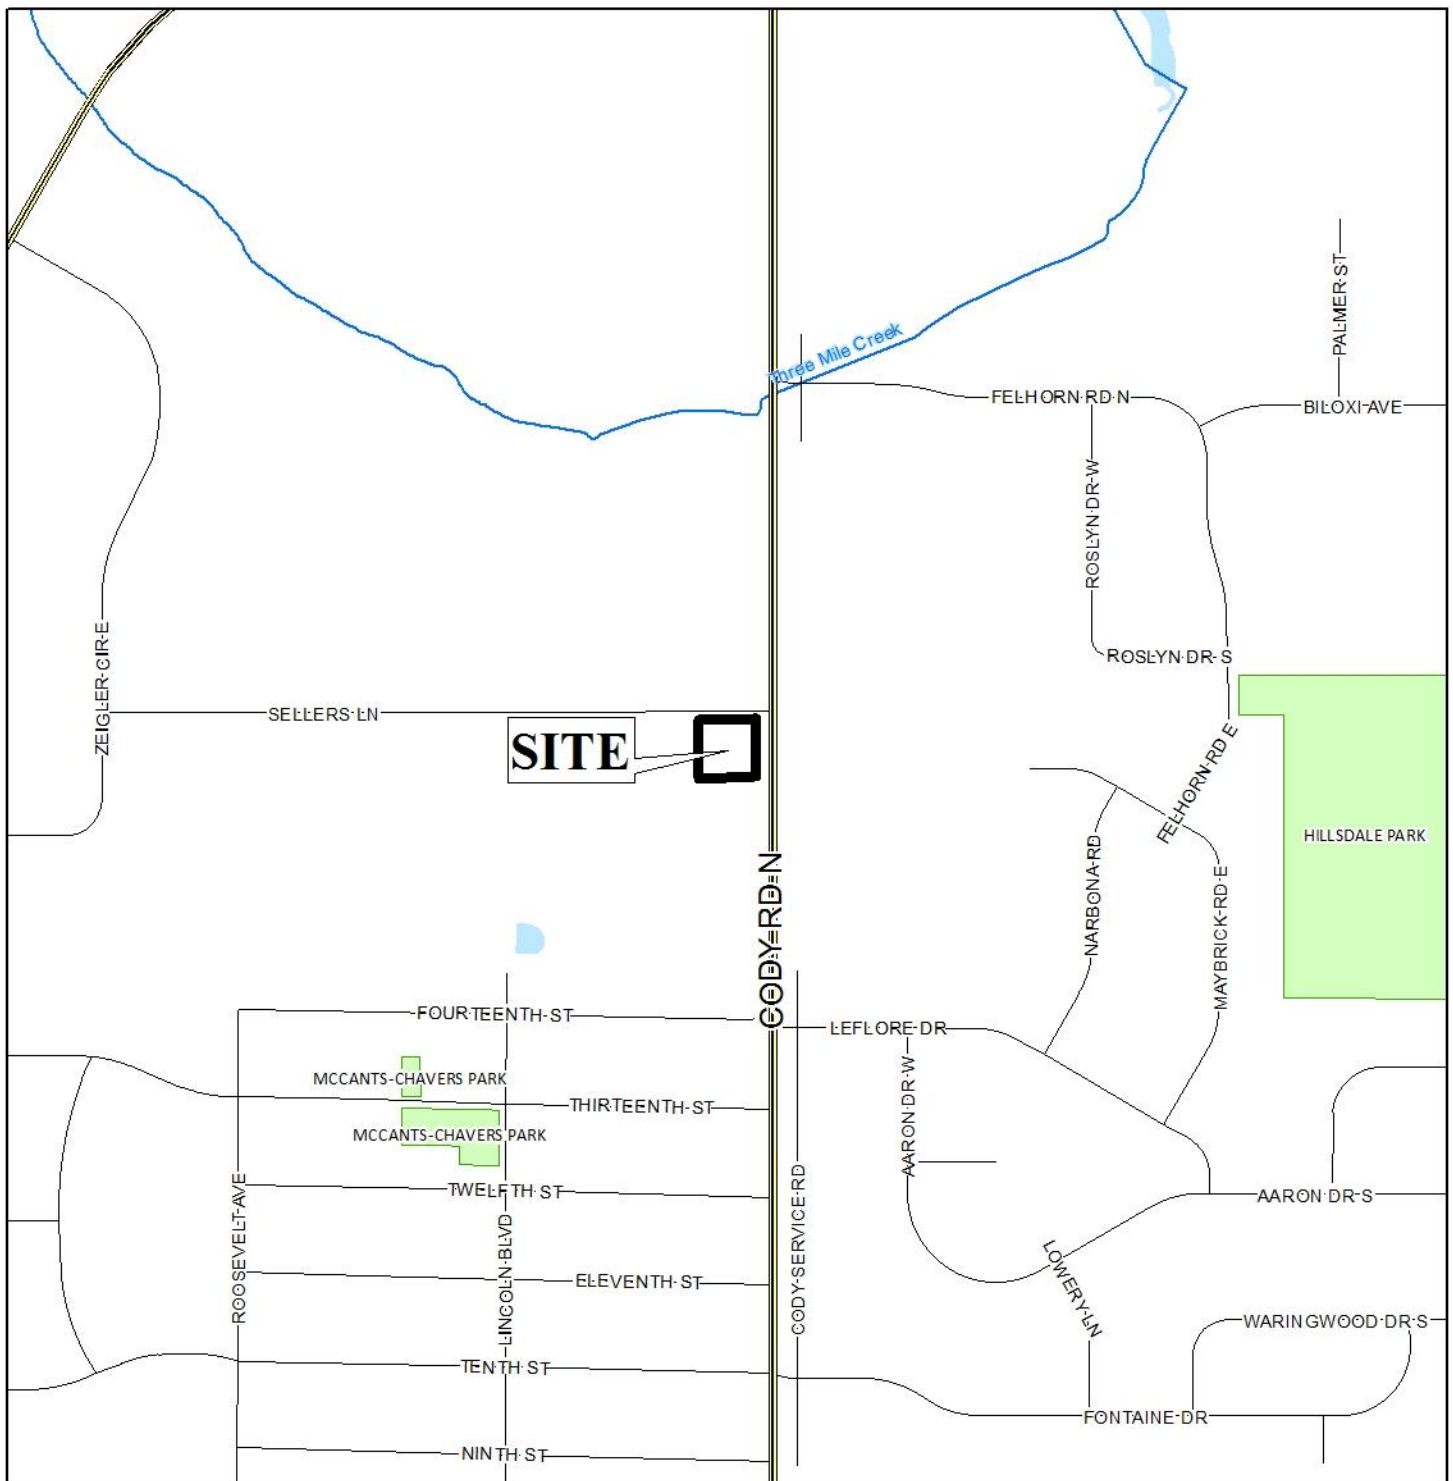 Three Mile Creek
PALMER ST
FELHORN RD N
BILOXI AVE
ROSLYN DR W
ZEIGLER CIR E
ROSLYN DR S
SELLERS LN
SITE
FELHORN RD E
HILLSDALE PARK
NARBONA RD
MAYBRICK RD E
CODY RD N
FOURTEENTH ST
LEFLORE DR
MCCANTS-CHAVERS PARK
AARON DR W
THIRTEENTH ST
MCCANTS-CHAVERS PARK
TWELFTH ST
AARON DR S
ROOSEVELT AVE
LINCOLN BLVD
CODY SERVICE RD
ELEVENTH ST
LOWERY LN
WARINGWOOD DR S
TENTH ST
FONTAINE DR
NINTH ST